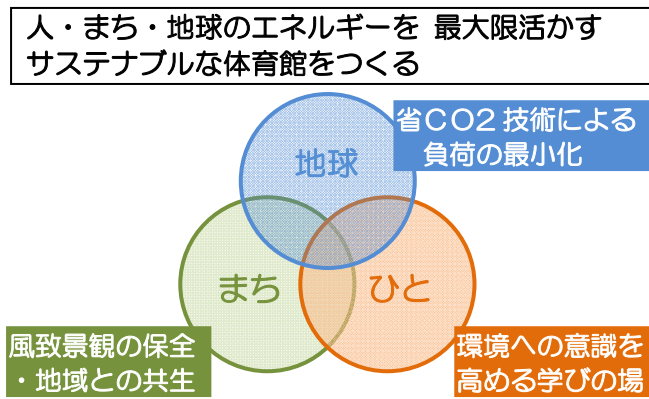 人・まち・地球のエネルギーを 最大限活かす
サステナブルな体育館をつくる
省CO2技術による
負荷の最小化
地球
まち
ひと
風致景観の保全
・地域との共生
環境への意識を
高める学びの場